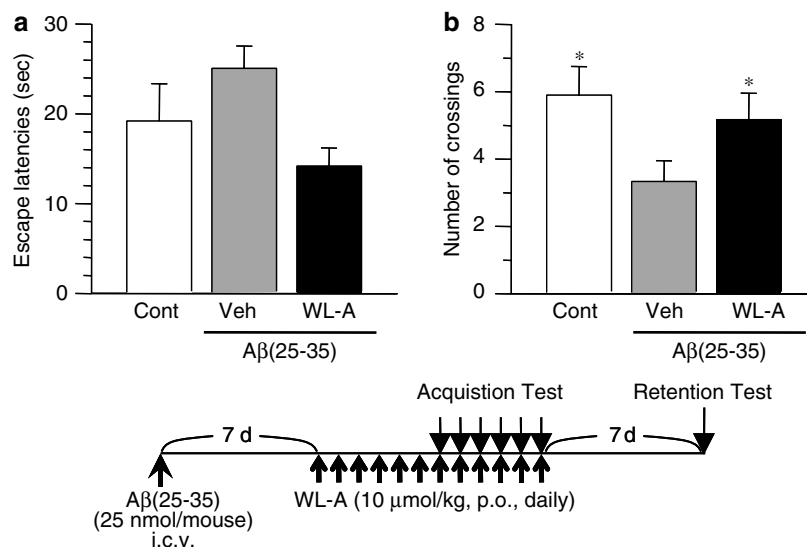 a
b
30
20
10
0
Escape latencies (sec)
Cont
Veh
WL-A
Aβ(25-35)
8
6
4
2
0
Number of crossings
*
*
Cont
Veh
WL-A
Aβ(25-35)
Acquistion Test
Retention Test
7 d
7 d
Aβ(25-35)
(25 nmol/mouse)
i.c.v.
WL-A (10 μmol/kg, p.o., daily)